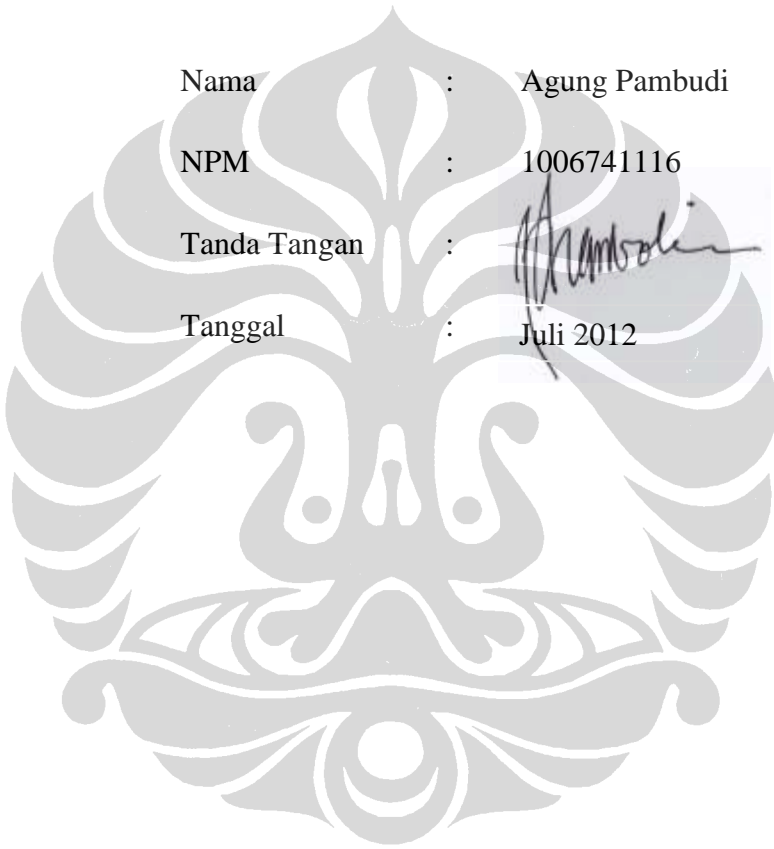 Nama : Agung Pambudi
NPM : 1006741116
Tanda Tangan :
Tanggal : Juli 2012